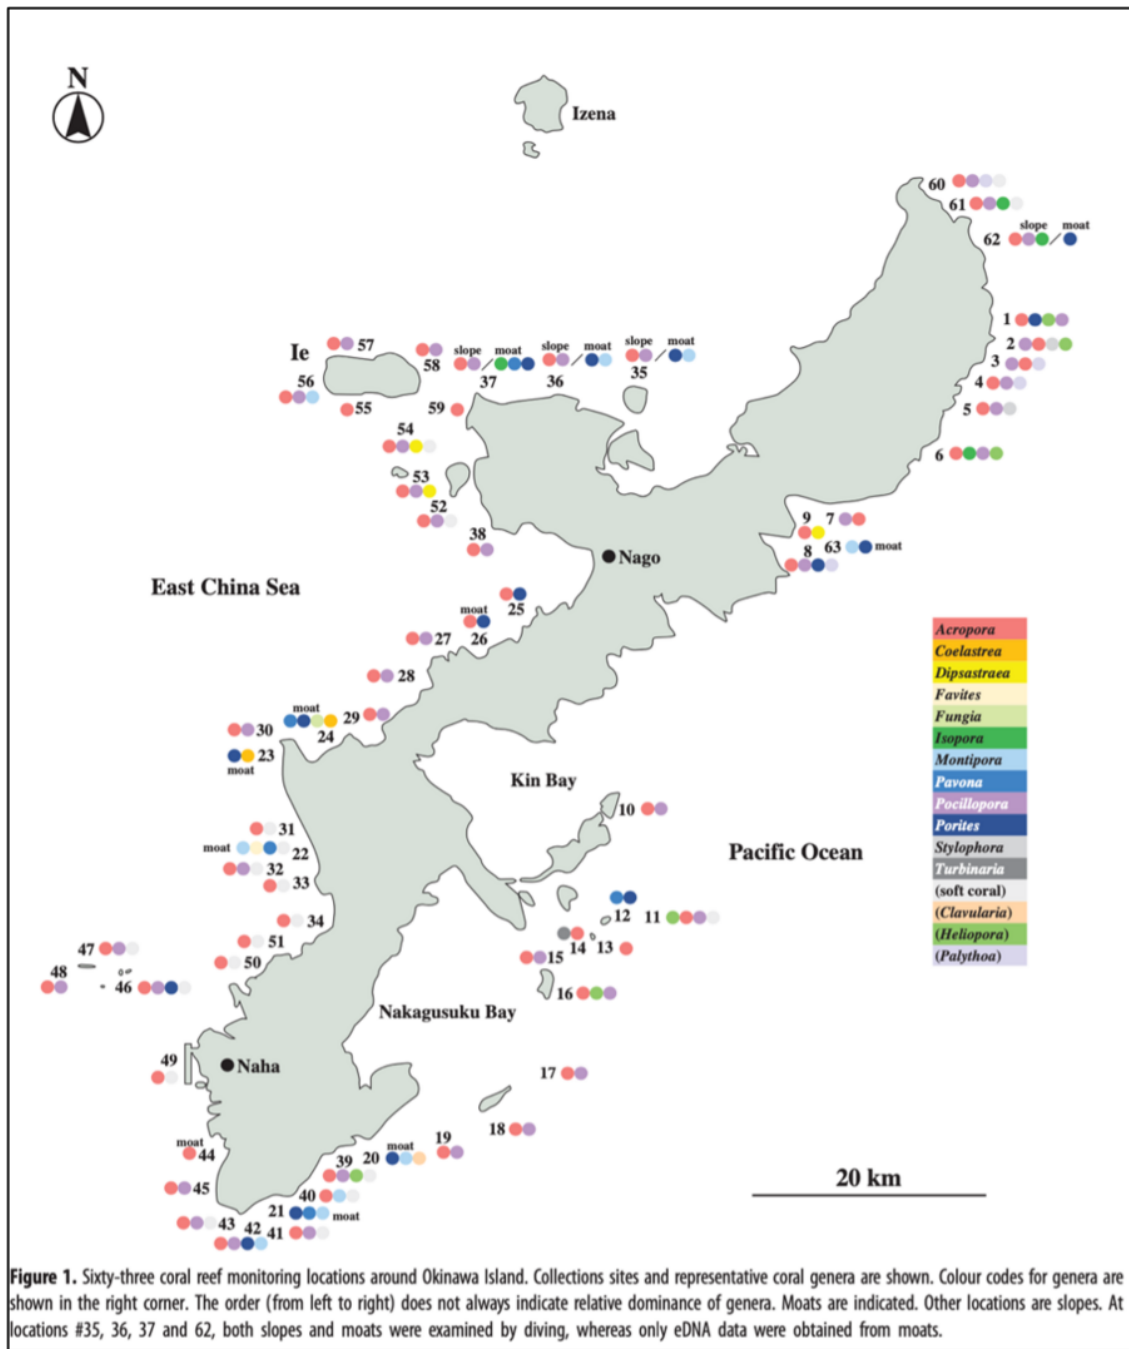 N
Izena
60
61
slope moat
62
1
2
3
4
5
6
57
Ie
58
slope moat
37
slope moat
36
slope moat
35
56
55
59
54
53
52
38
9 7
63 moat
8
Nago
East China Sea
25
moat
26
27
28
moat
29
24
30
23
moat
Kin Bay
10
Pacific Ocean
31
moat 22
32
33
34
51
50
47
48
46
12 11
14 13
15
16
Nakagusuku Bay
49
Naha
17
18
19
moat
20
39
moat
44
45
40
21 moat
43
42 41
Acropora
Coelastrea
Dipsastraea
Favites
Fungia
Isopora
Montipora
Pavona
Pocillopora
Porites
Stylophora
Turbinaria
(soft coral)
(Clavularia)
(Heliopora)
(Palythoa)
20 km
Figure 1. Sixty-three coral reef monitoring locations around Okinawa Island. Collections sites and representative coral genera are shown. Colour codes for genera are
shown in the right corner. The order (from left to right) does not always indicate relative dominance of genera. Moats are indicated. Other locations are slopes. At
locations #35, 36, 37 and 62, both slopes and moats were examined by diving, whereas only eDNA data were obtained from moats.